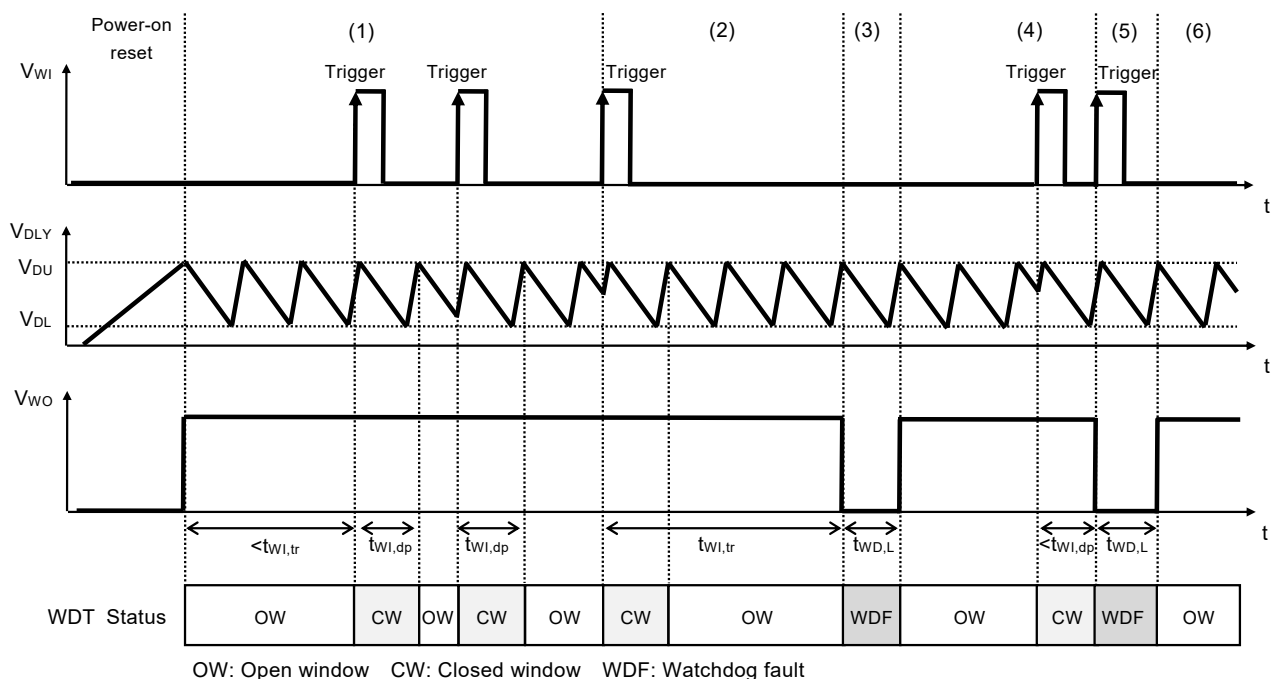 Power-on reset
(1)
(2)
(3)
(4)
(5)
(6)
VWI
Trigger
Trigger
Trigger
Trigger
Trigger
t
VDLY
VDU
VDL
t
VWO
t
<tWI,tr
tWI,dp
tWI,dp
tWI,tr
tWD,L
<tWI,dp
tWD,L
WDT Status
OW
CW
OW
CW
OW
CW
OW
WDF
OW
CW
WDF
OW
OW: Open window CW: Closed window WDF: Watchdog fault